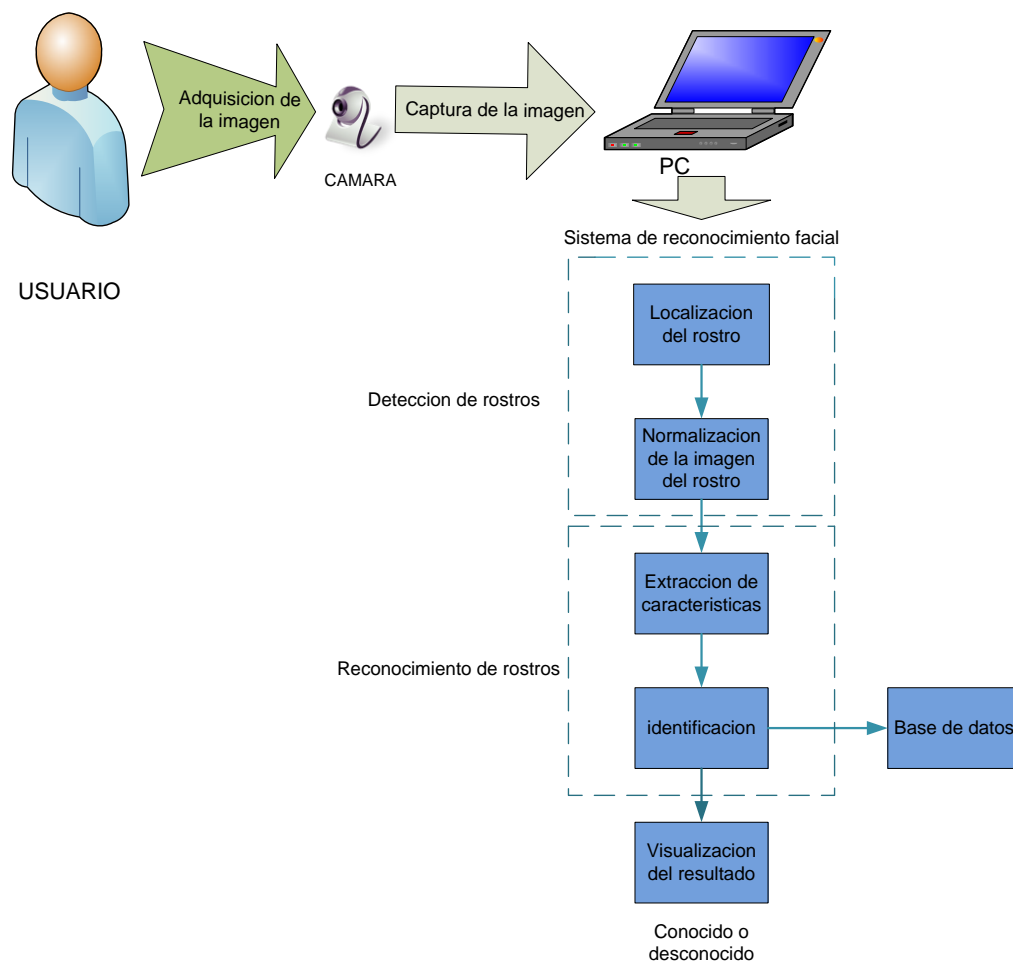 Adquisicion de
la imagen
Captura de la imagen
CAMARA
PC
USUARIO
Sistema de reconocimiento facial
Localizacion
del rostro
Deteccion de rostros
Normalizacion
de la imagen
del rostro
Extraccion de
caracteristicas
Reconocimiento de rostros
identificacion
Base de datos
Visualizacion
del resultado
Conocido o
desconocido